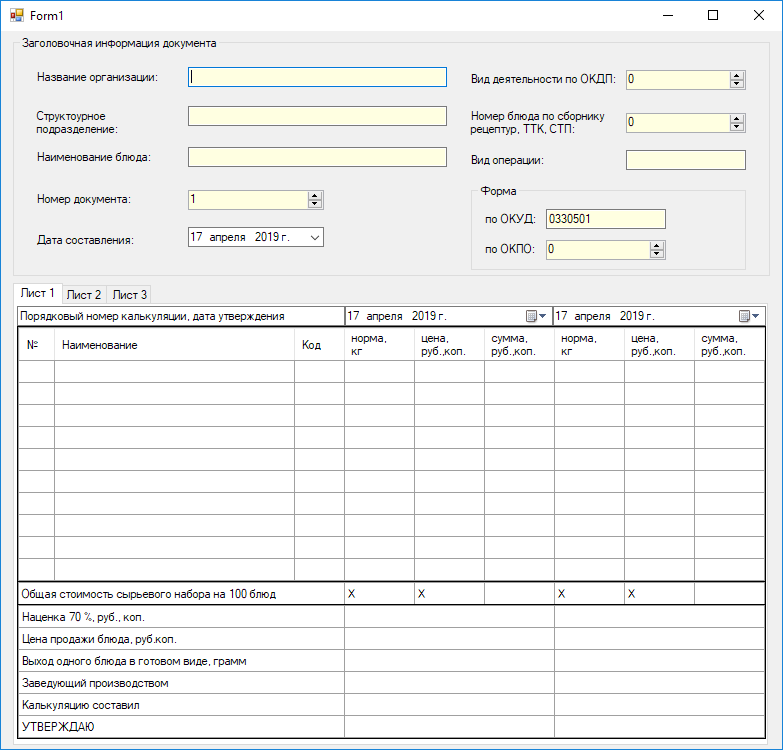 Form1
Заголовочная информация документа
Название организации:
Структоурное
подразделение:
Наименование блюда:
Номер документа: 1
Дата составления: 17 апреля 2019 г.
Вид деятельности по ОКДП: 0
Номер блюда по сборнику
рецептур, ТТК, СТП: 0
Вид операции:
Форма
по ОКУД: 0330501
по ОКПО: 0
Лист 1 Лист 2 Лист 3
Порядковый номер калькуляции, дата утверждения 17 апреля 2019 г. 17 апреля 2019 г.
№ Наименование Код норма, кг цена, руб.,коп. сумма, руб.,коп. норма, кг цена, руб.,коп. сумма, руб.,коп.
Общая стоимость сырьевого набора на 100 блюд X X X X
Наценка 70 %, руб., коп.
Цена продажи блюда, руб.коп.
Выход одного блюда в готовом виде, грамм
Заведующий производством
Калькуляцию составил
УТВЕРЖДАЮ